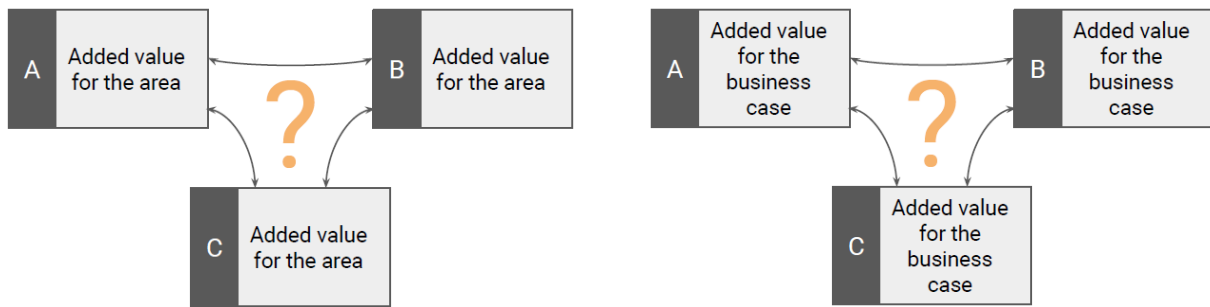 A
Added value
for the area
B
Added value
for the area
?
C
Added value
for the area
A
Added value
for the
business
case
B
Added value
for the
business
case
?
C
Added value
for the
business
case